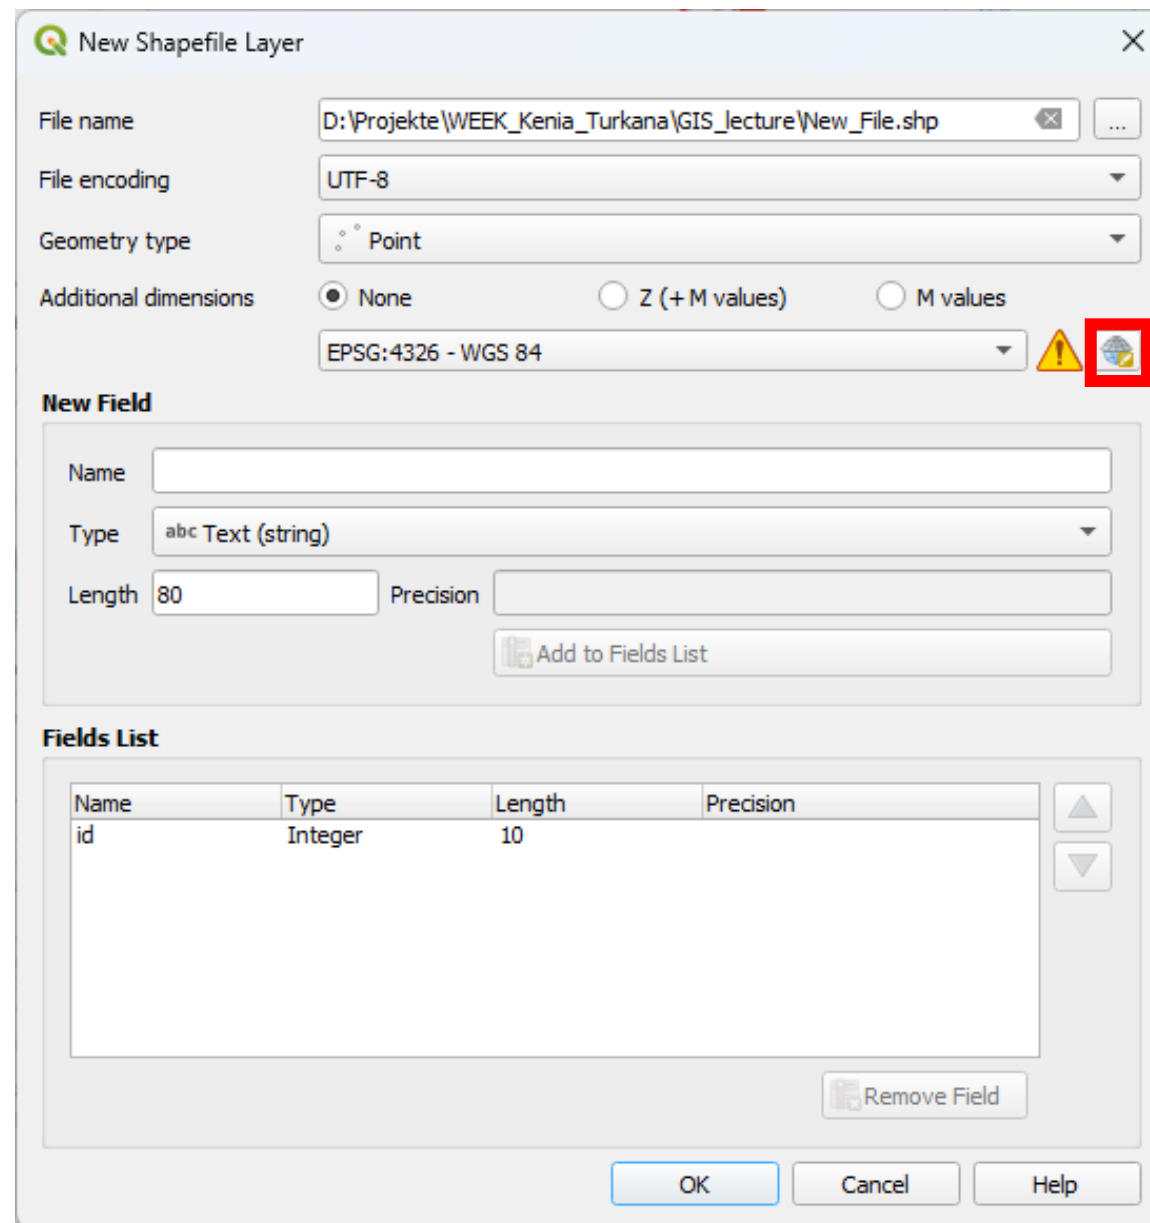 New Shapefile Layer
File name D:\Projekte\WEEK_Kenia_Turkana\GIS_lecture\New_File.shp ...
File encoding UTF-8
Geometry type Point
Additional dimensions None Z (+ M values) M values
EPSG:4326 - WGS 84
New Field
Name
Type abc Text (string)
Length 80 Precision
Add to Fields List
Fields List
Name Type Length Precision
id Integer 10
Remove Field
OK Cancel Help